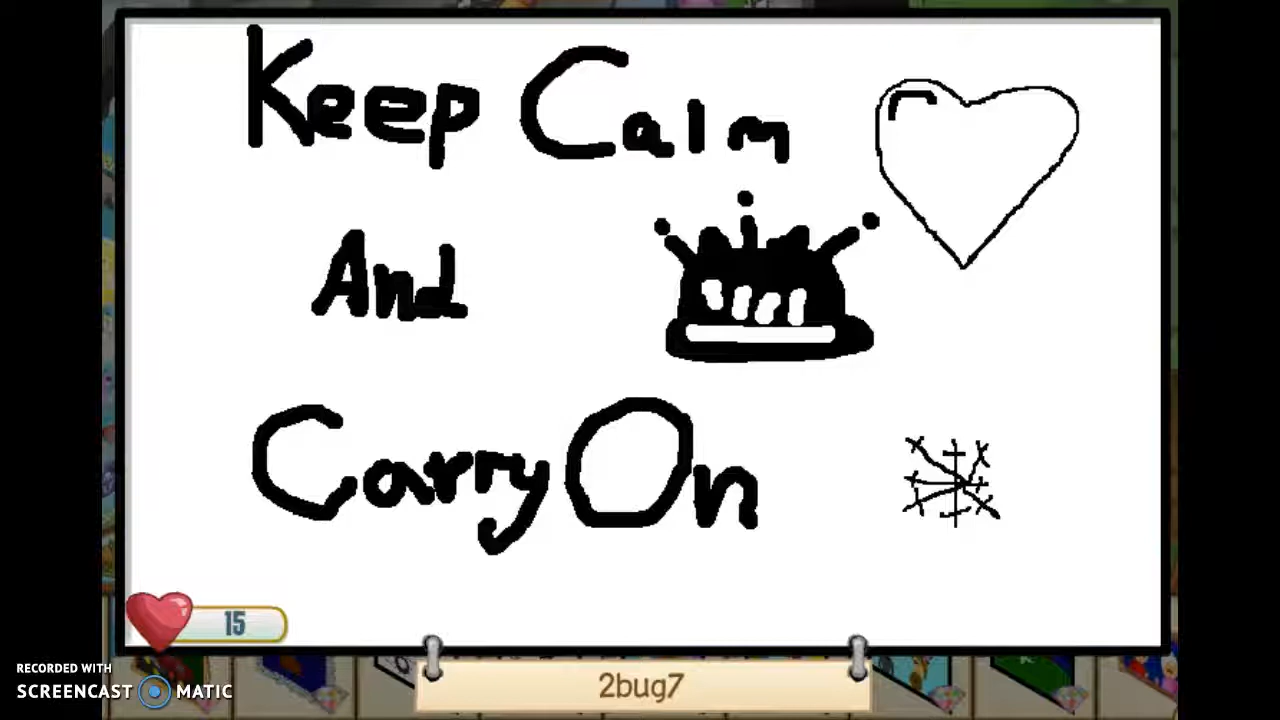 Keep Calm
And
Carry On
15
2bug7
RECORDED WITH
SCREENCAST MATIC